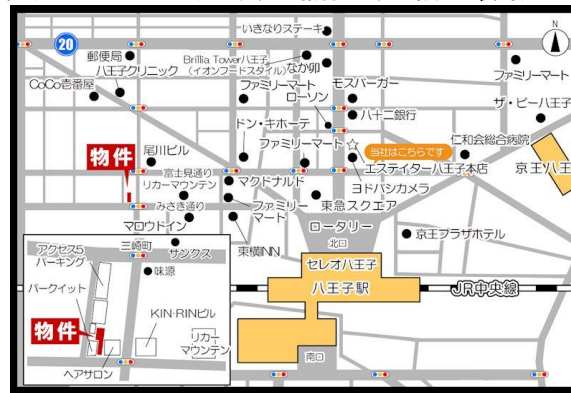 いきなりステーキ
N
20
郵便局
Brillia Tower八王子
(イオンフードスタイル)
なか卯
八王子クリニック
モスバーガー
ファミリーマート
CoCo壱番屋
ファミリーマート
ローソン
ザ・ビー八王子
八十二銀行
ドン・キホーテ
尾川ビル
ファミリーマート
当社はこちらです
仁和会総合病院
物件
エステイター八王子本店
京王八王
富士見通り
リカーマウンテン
マクドナルド
ヨドバシカメラ
みさき通り
ファミリー
マート
東急スクエア
マロウドイン
ロータリー
北口
京王プラザホテル
三崎町
サンクス
東横INN
アクセス5
パーキング
味源
セレオ八王子
八王子駅
JR中央線
パークイット
KIN・RINビル
物件
リカー
マウンテン
ヘアサロン
南口